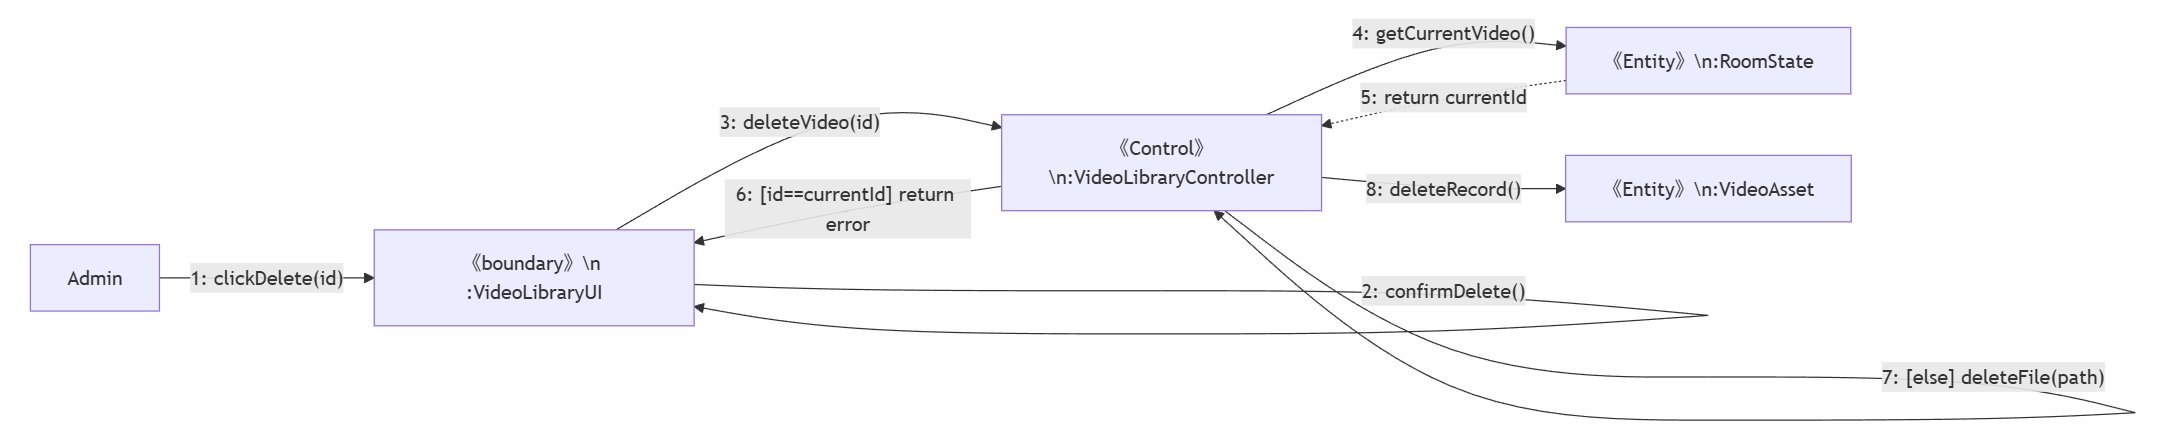 4: getCurrentVideo()
《Entity》\n:RoomState
5: return currentId
3: deleteVideo(id)
《Control》
\n:VideoLibraryController
6: [id==currentId] return
error
8: deleteRecord()
《Entity》\n:VideoAsset
Admin
1: clickDelete(id)
《boundary》\n
:VideoLibraryUI
2: confirmDelete()
7: [else] deleteFile(path)